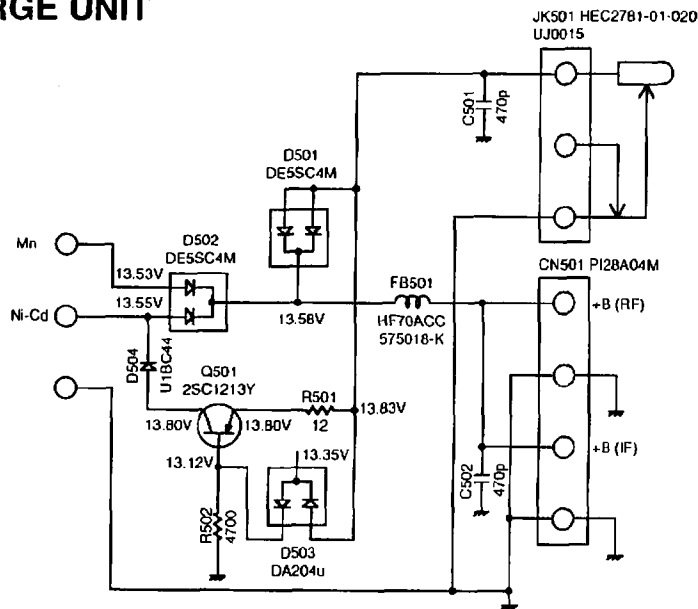 RGE UNIT
JK501 HEC2781-01-020
UJ0015
C501
470p
D501
DE5SC4M
D502
DE5SC4M
Mn
13.53V
13.55V
Ni-Cd
13.58V
FB501
HF70ACC
575018-K
CN501 PI28A04M
+B (RF)
+B (IF)
D504
U1BC44
Q501
2SC1213Y
R501
12
13.83V
13.80V
13.80V
13.12V
13.35V
R502
4700
D503
DA204u
C502
470p